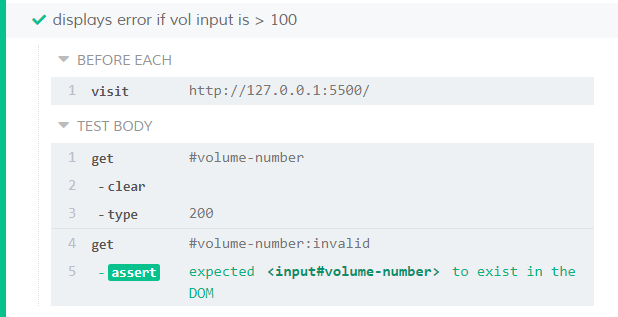 displays error if vol input is > 100
BEFORE EACH
1 visit http://127.0.0.1:5500/
TEST BODY
1 get #volume-number
2 -clear
3 -type 200
4 get #volume-number:invalid
5 -assert expected <input#volume-number> to exist in the
DOM